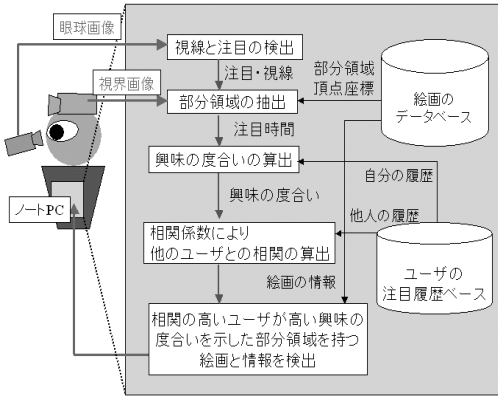 眼球画像
視線と注目の検出
注目・視線
視界画像
部分領域
頂点座標
部分領域の抽出
絵画の
データベース
注目時間
興味の度合いの算出
自分の履歴
興味の度合い
ノートPC
他人の履歴
相関係数により
他のユーザとの相関の算出
ユーザの
注目履歴ベース
絵画の情報
相関の高いユーザが高い興味の
度合いを示した部分領域を持つ
絵画と情報を検出